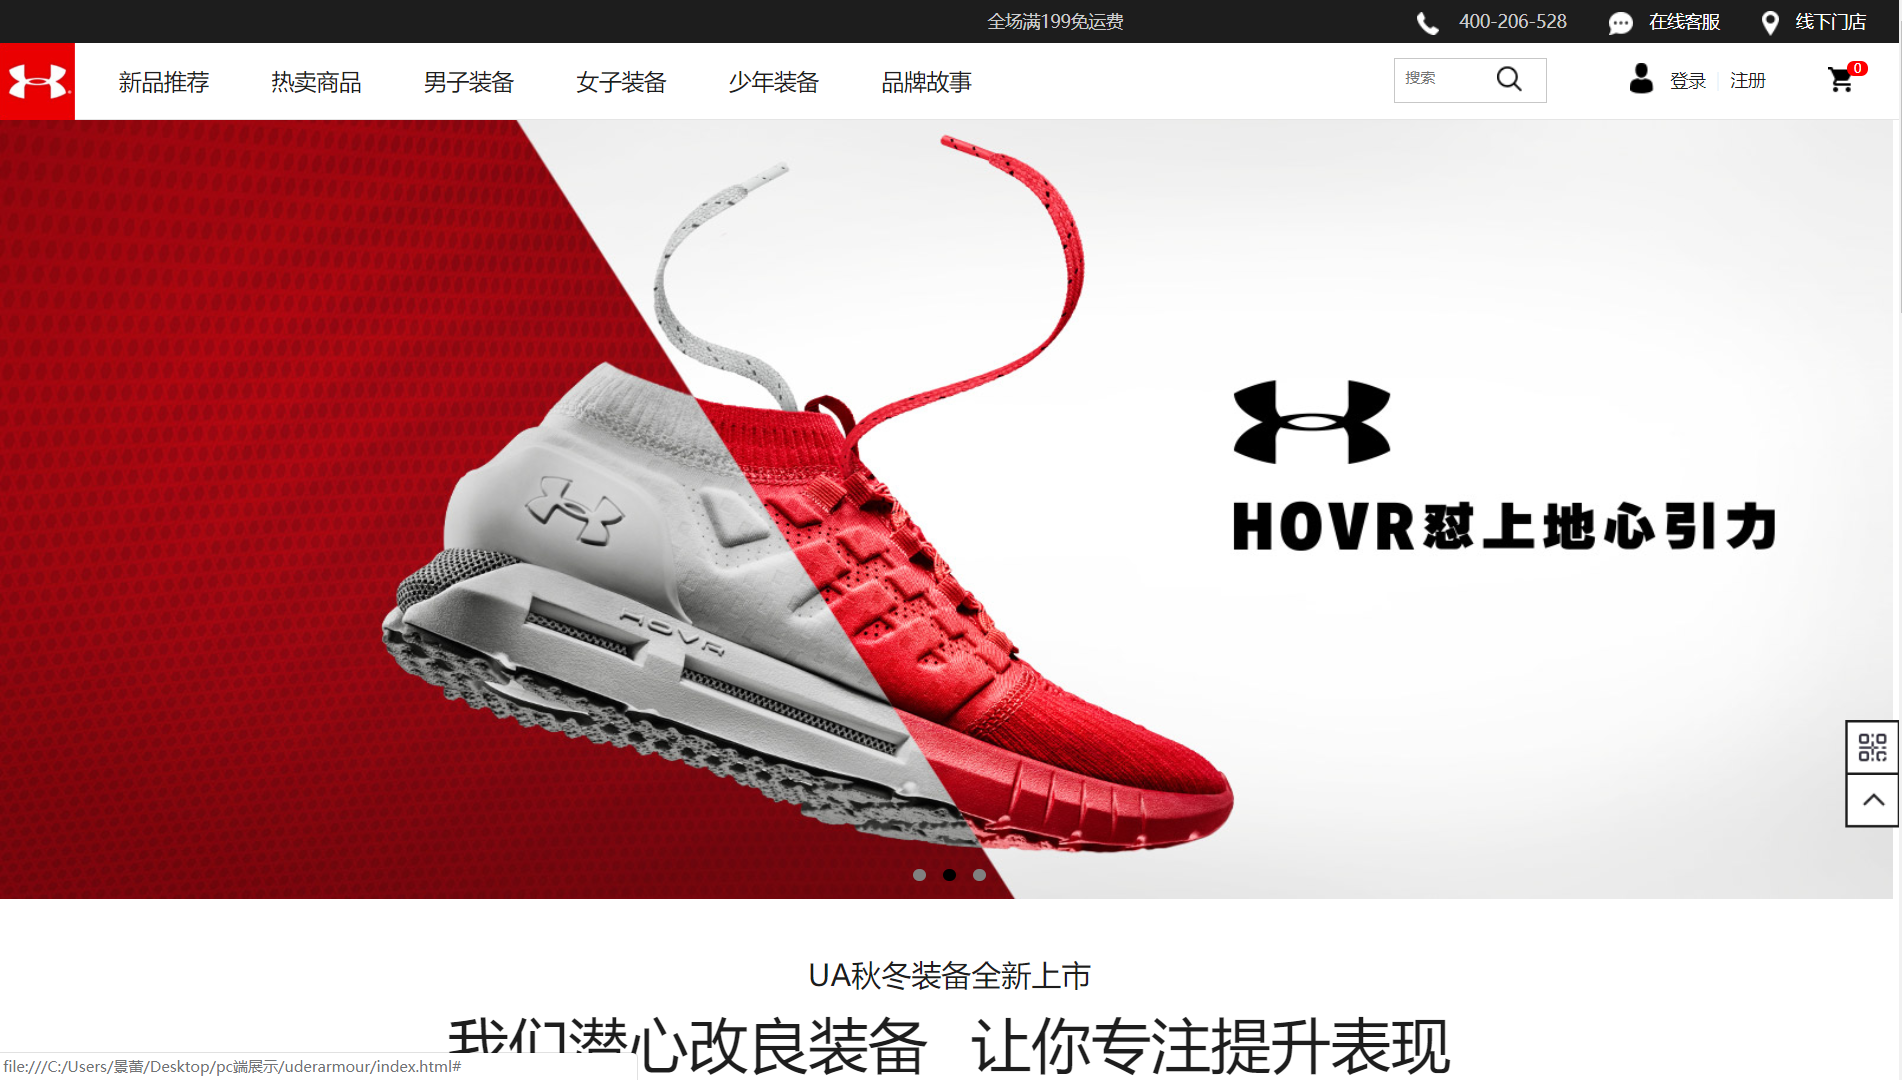 全场满199免运费
400-206-528
在线客服
线下门店
新品推荐
热卖商品
男子装备
女子装备
少年装备
品牌故事
搜索
登录
注册
0
HOVR怼上地心引力
HOVR
UA秋冬装备全新上市
我们潜心改良装备 让你专注提升表现
file:///C:/Users/景蕾/Desktop/pc端展示/uderarmour/index.html#